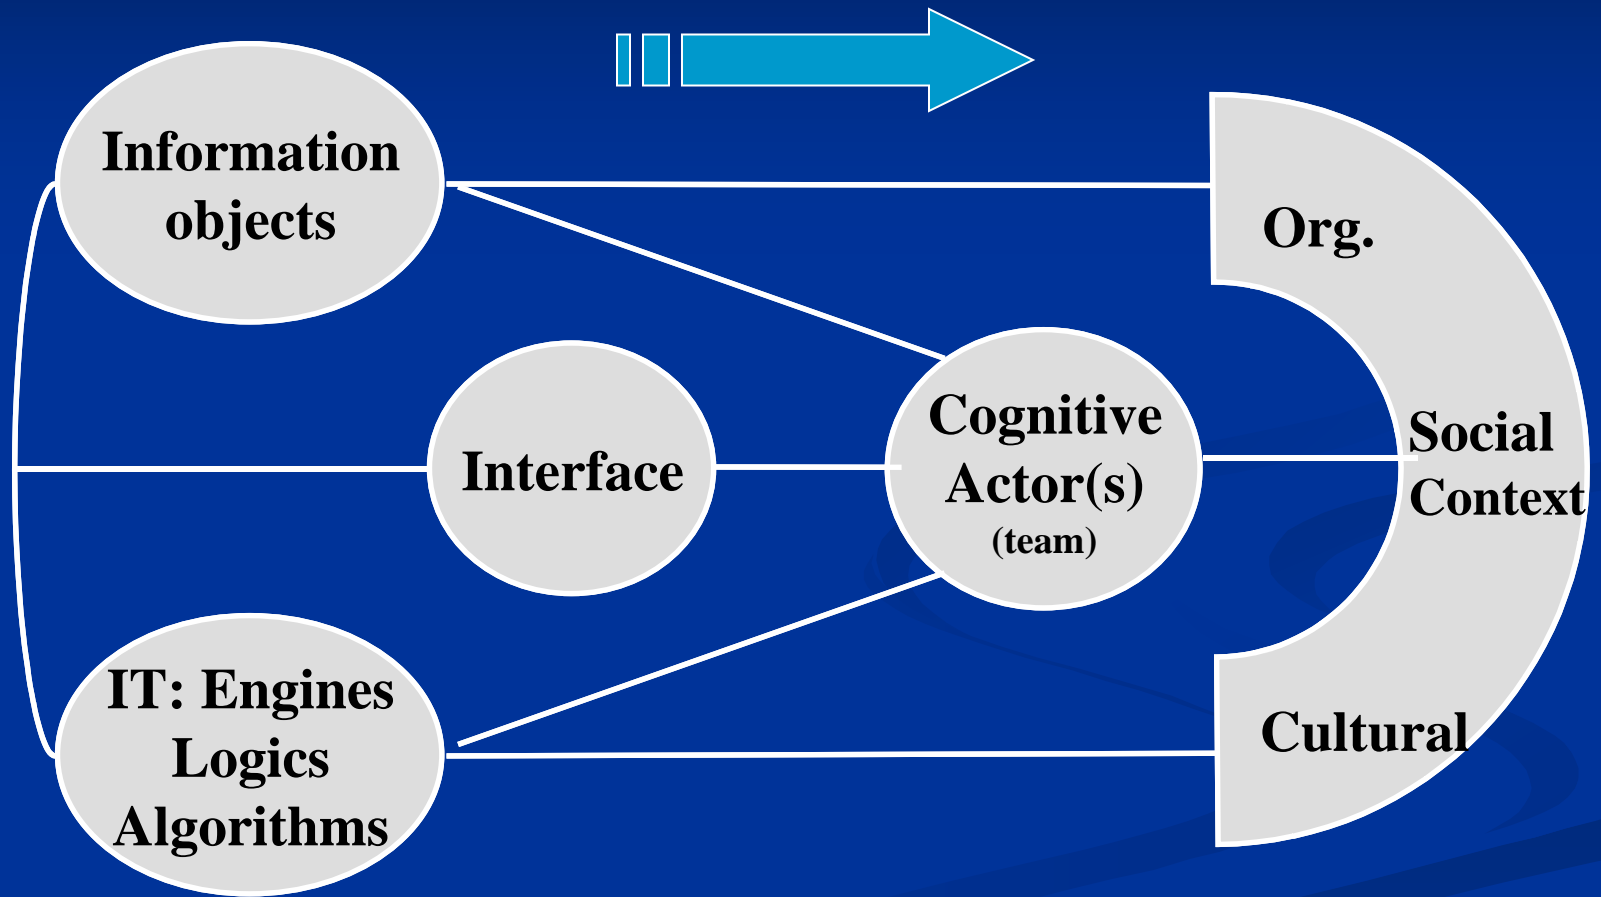 Information
objects
Org.
Interface
Cognitive
Actor(s)
(team)
Social
Context
IT: Engines
Logics
Algorithms
Cultural